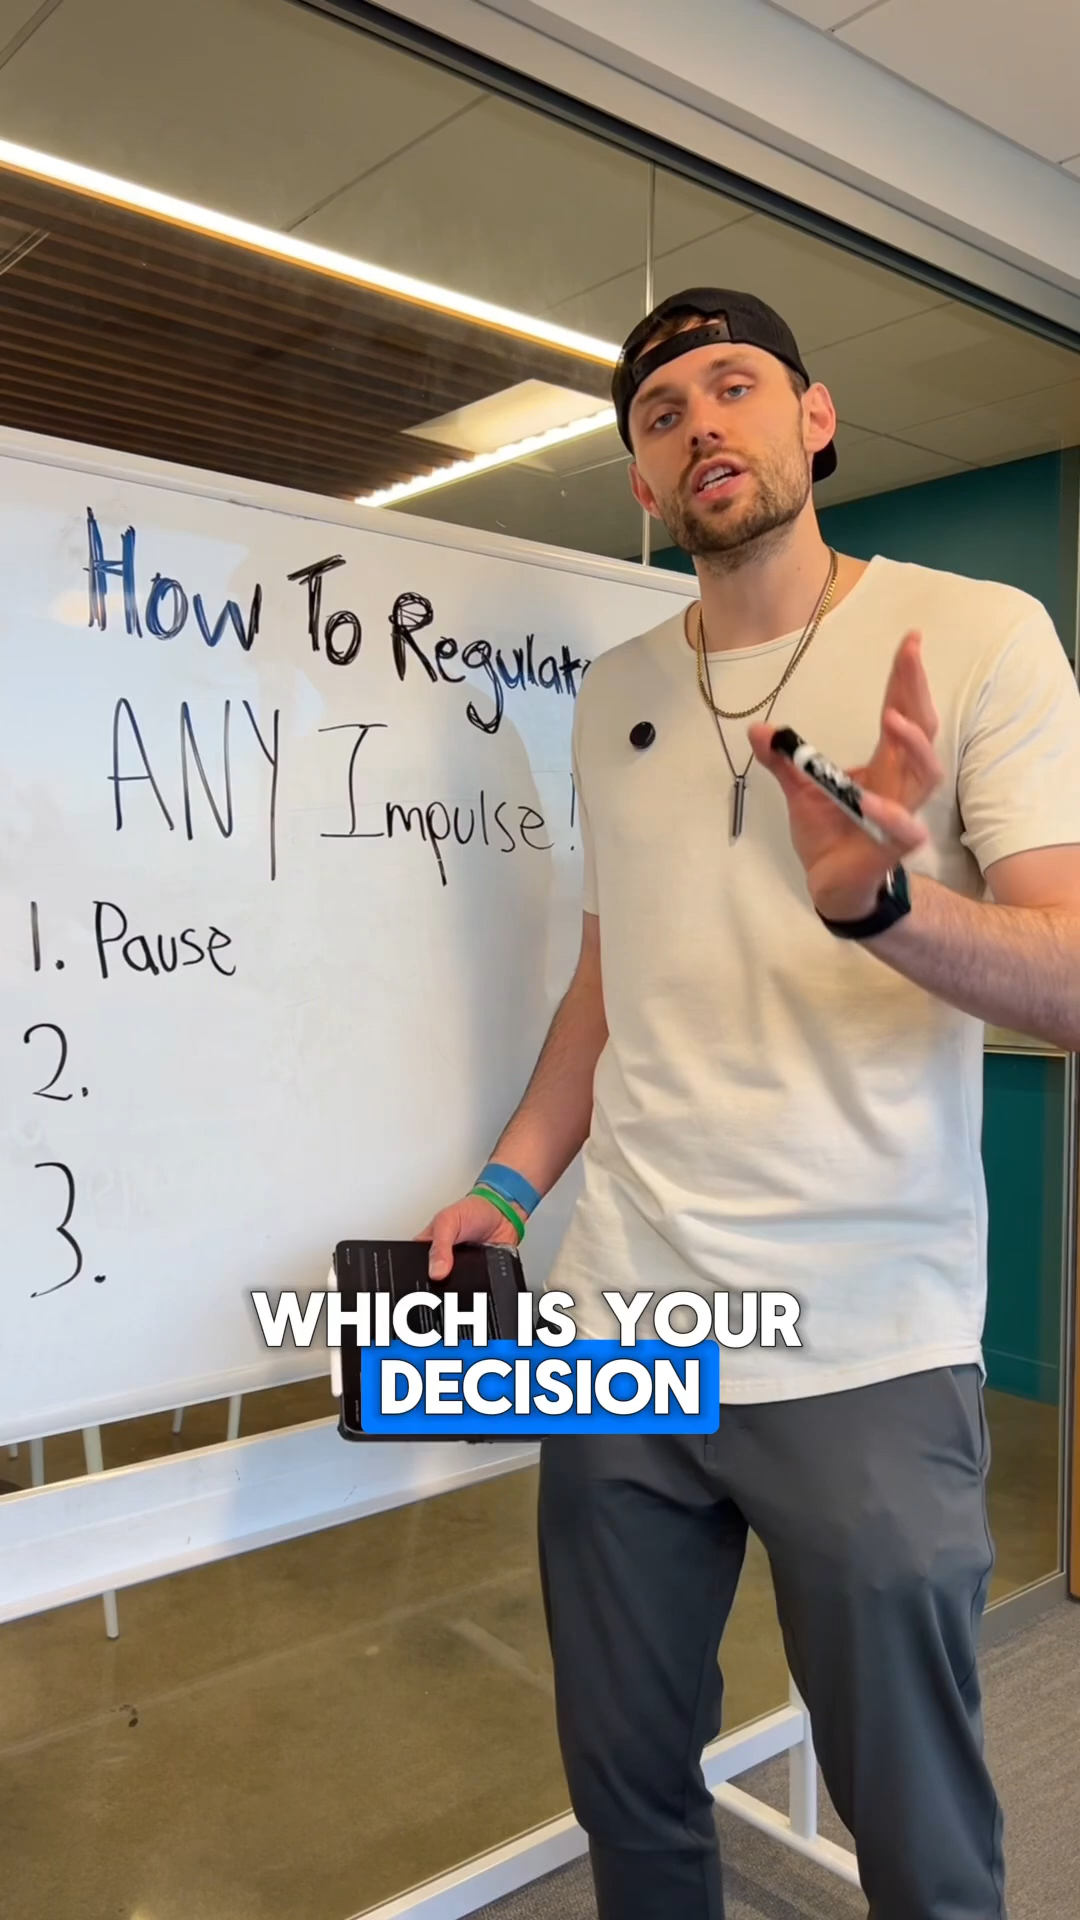 How To Regulat
ANY Impulse!
1. Pause
2.
3.
WHICH IS YOUR
DECISION